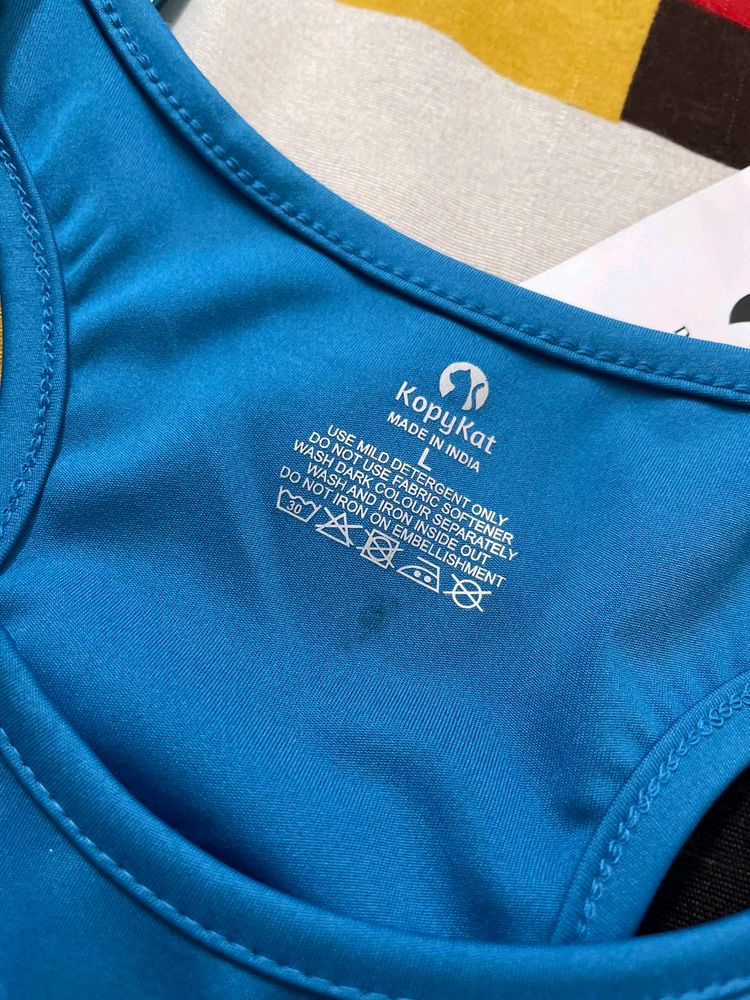 KopyKat
MADE IN INDIA
L
USE MILD DETERGENT ONLY
DO NOT USE FABRIC SOFTENER
WASH DARK COLOUR SEPARATELY
WASH AND IRON INSIDE OUT
DO NOT IRON ON EMBELLISHMENT
30